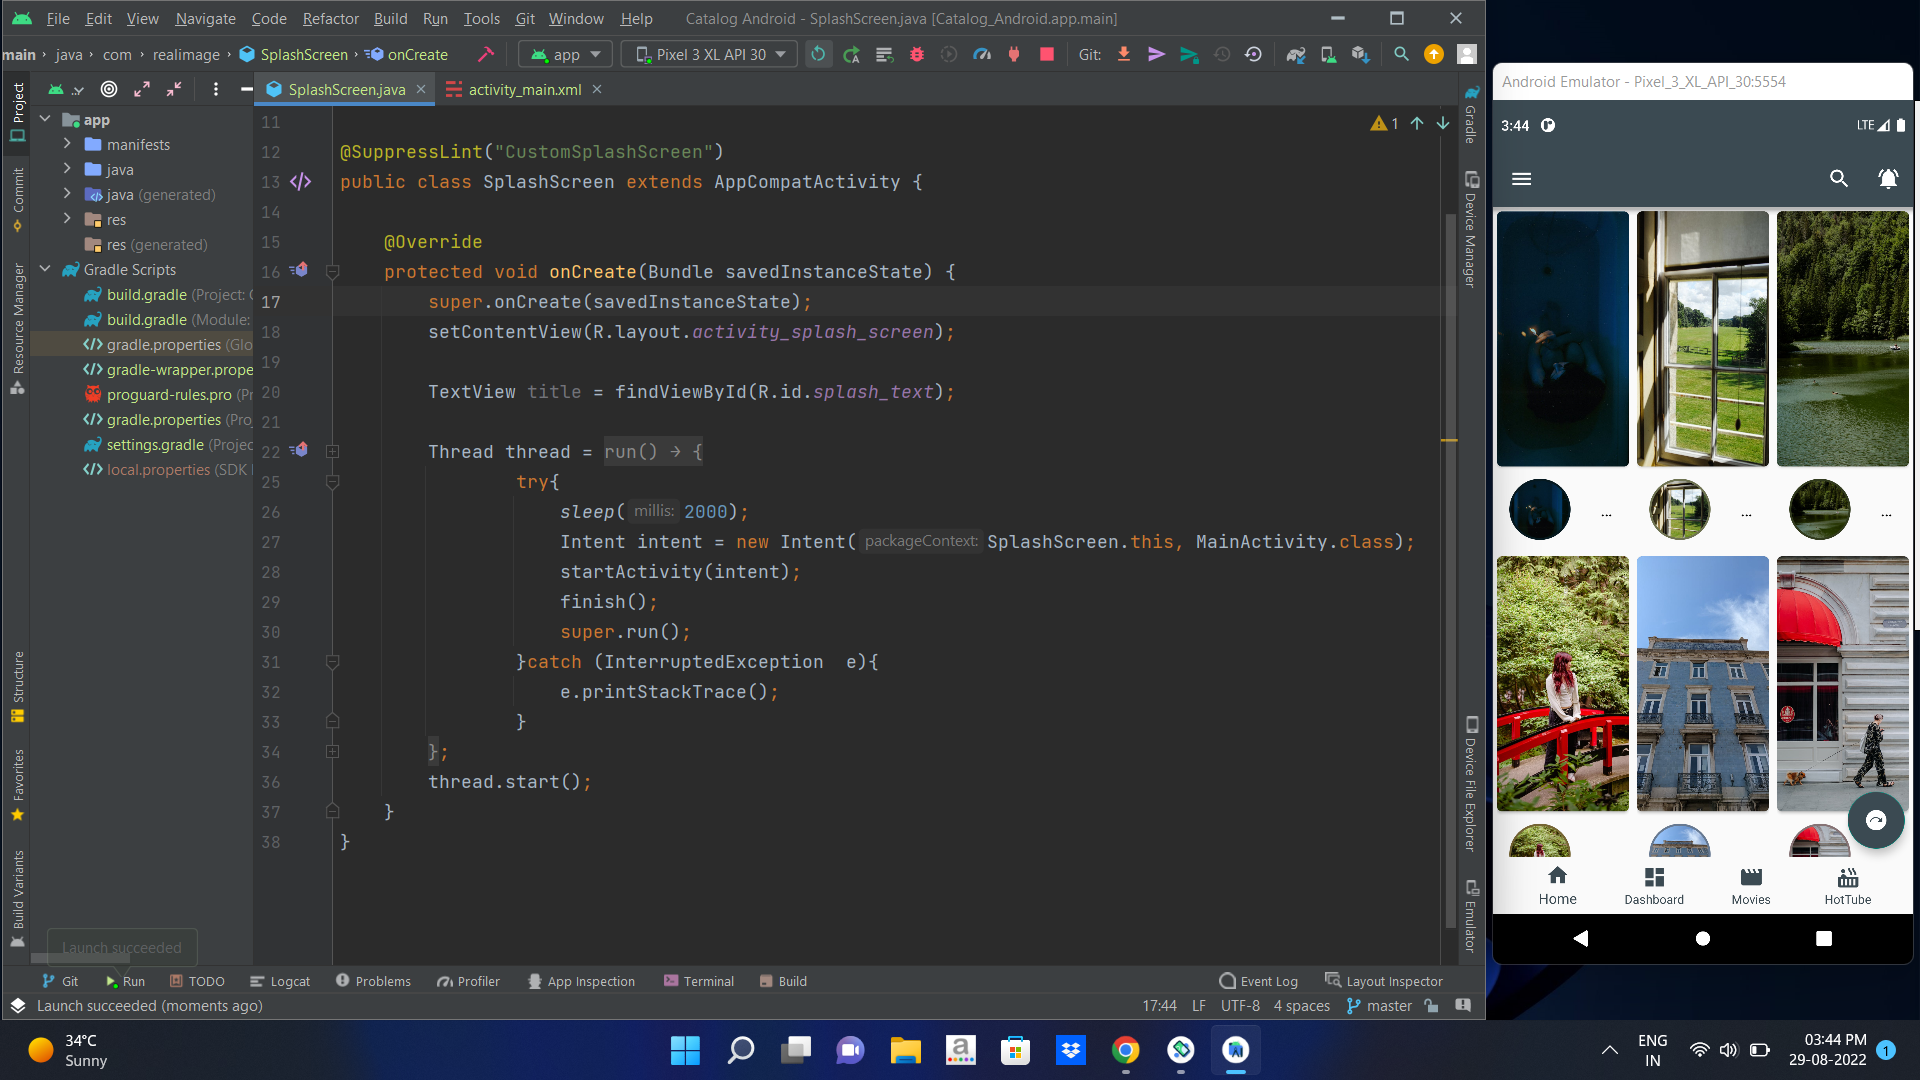 File Edit View Navigate Code Refactor Build Run Tools Git Window Help Catalog Android - SplashScreen.java [Catalog_Android.app.main]
main java com realimage SplashScreen onCreate app Pixel 3 XL API 30 Git:
SplashScreen.java activity_main.xml
Project
Commit
Resource Manager
Structure
Favorites
Build Variants
app
manifests
java
java (generated)
res
res (generated)
Gradle Scripts
build.gradle (Project: C
build.gradle (Module:
gradle.properties (Glo
gradle-wrapper.prope
proguard-rules.pro (Pr
gradle.properties (Pro
settings.gradle (Projec
local.properties (SDK
1
11
12 @SuppressLint("CustomSplashScreen")
13 public class SplashScreen extends AppCompatActivity {
14
15 @Override
16 protected void onCreate(Bundle savedInstanceState) {
17 super.onCreate(savedInstanceState);
18 setContentView(R.layout.activity_splash_screen);
19
20 TextView title = findViewById(R.id.splash_text);
21
22 Thread thread = run() → {
25 try{
26 sleep( millis: 2000);
27 Intent intent = new Intent( packageContext: SplashScreen.this, MainActivity.class);
28 startActivity(intent);
29 finish();
30 super.run();
31 }catch (InterruptedException  e){
32 e.printStackTrace();
33 }
34 };
36 thread.start();
37 }
38 }
Gradle
Device Manager
Device File Explorer
Emulator
Launch succeeded
Git Run TODO Logcat Problems Profiler App Inspection Terminal Build Event Log Layout Inspector
Launch succeeded (moments ago) 17:44 LF UTF-8 4 spaces master
Android Emulator - Pixel_3_XL_API_30:5554
3:44 LTE
... ... ...
Home Dashboard Movies HotTube
34°C
Sunny
ENG
IN
03:44 PM
29-08-2022
1